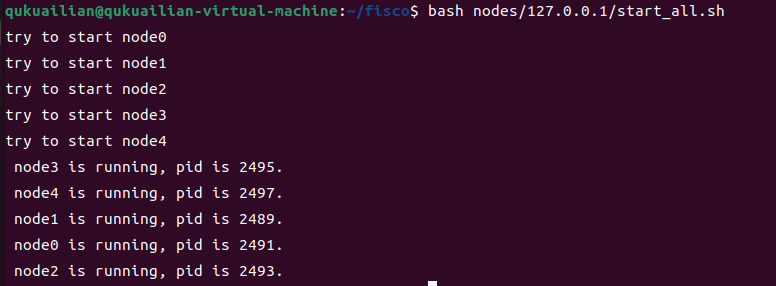 qukuailian@qukuailian-virtual-machine:~/fisco$ bash nodes/127.0.0.1/start_all.sh
try to start node0
try to start node1
try to start node2
try to start node3
try to start node4
 node3 is running, pid is 2495.
 node4 is running, pid is 2497.
 node1 is running, pid is 2489.
 node0 is running, pid is 2491.
 node2 is running, pid is 2493.